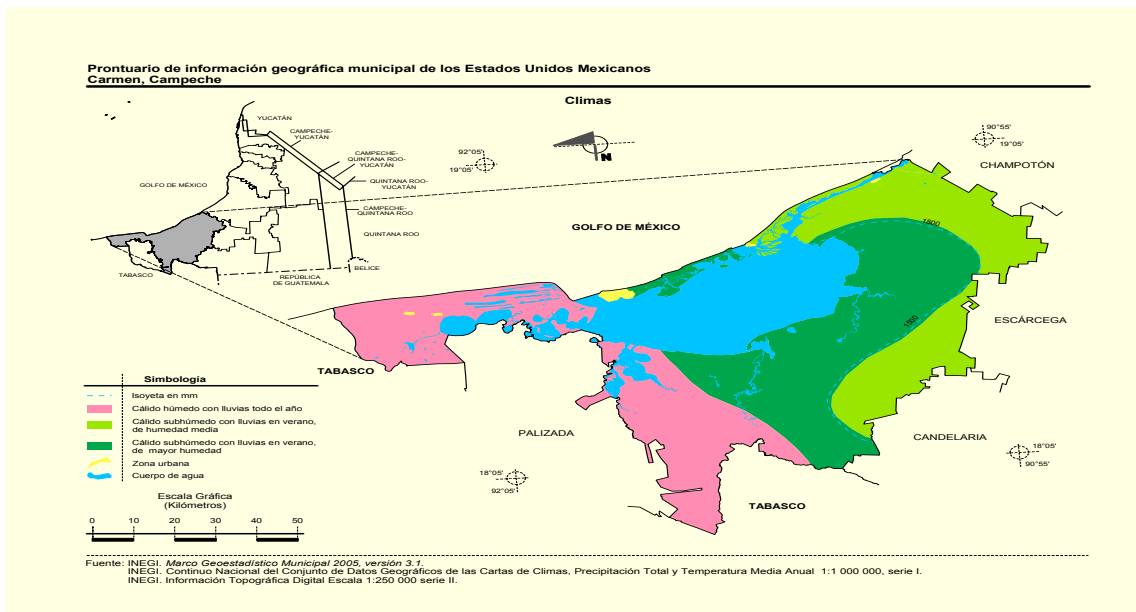 Prontuario de información geográfica municipal de los Estados Unidos Mexicanos
Carmen, Campeche
Climas
YUCATÁN
CAMPECHE-
YUCATÁN
CAMPECHE-
QUINTANA ROO-
YUCATÁN
QUINTANA ROO-
YUCATÁN
CAMPECHE-
QUINTANA ROO
QUINTANA ROO
BELICE
REPÚBLICA
DE GUATEMALA
TABASCO
GOLFO DE MÉXICO
92°05'
19°05'
N
90°55'
19°05'
CHAMPOTÓN
GOLFO DE MÉXICO
1500
ESCÁRCEGA
1500
TABASCO
PALIZADA
CANDELARIA
18°05'
92°05'
18°05'
90°55'
TABASCO
Simbología
Isoyeta en mm
Cálido húmedo con lluvias todo el año
Cálido subhúmedo con lluvias en verano,
de humedad media
Cálido subhúmedo con lluvias en verano,
de mayor humedad
Zona urbana
Cuerpo de agua
Escala Gráfica
(Kilómetros)
0 10 20 30 40 50
Fuente: INEGI. Marco Geoestadístico Municipal 2005, versión 3.1.
INEGI. Continuo Nacional del Conjunto de Datos Geográficos de las Cartas de Climas, Precipitación Total y Temperatura Media Anual 1:1 000 000, serie I.
INEGI. Información Topográfica Digital Escala 1:250 000 serie II.